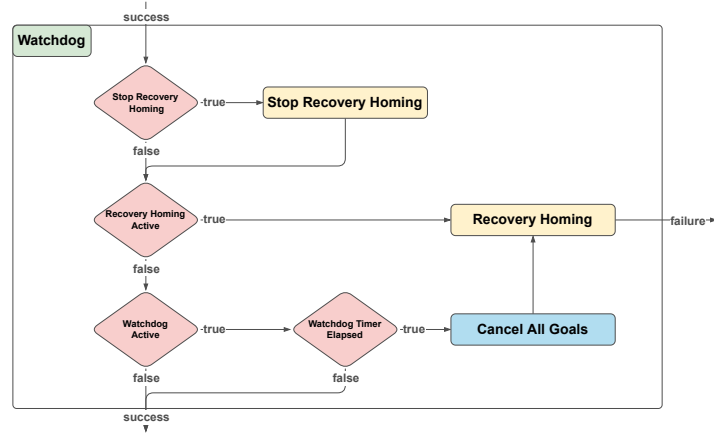 success
Watchdog
Stop Recovery
Homing
true
Stop Recovery Homing
false
Recovery Homing
Active
true
Recovery Homing
failure
false
Watchdog
Active
true
Watchdog Timer
Elapsed
true
Cancel All Goals
false
false
success